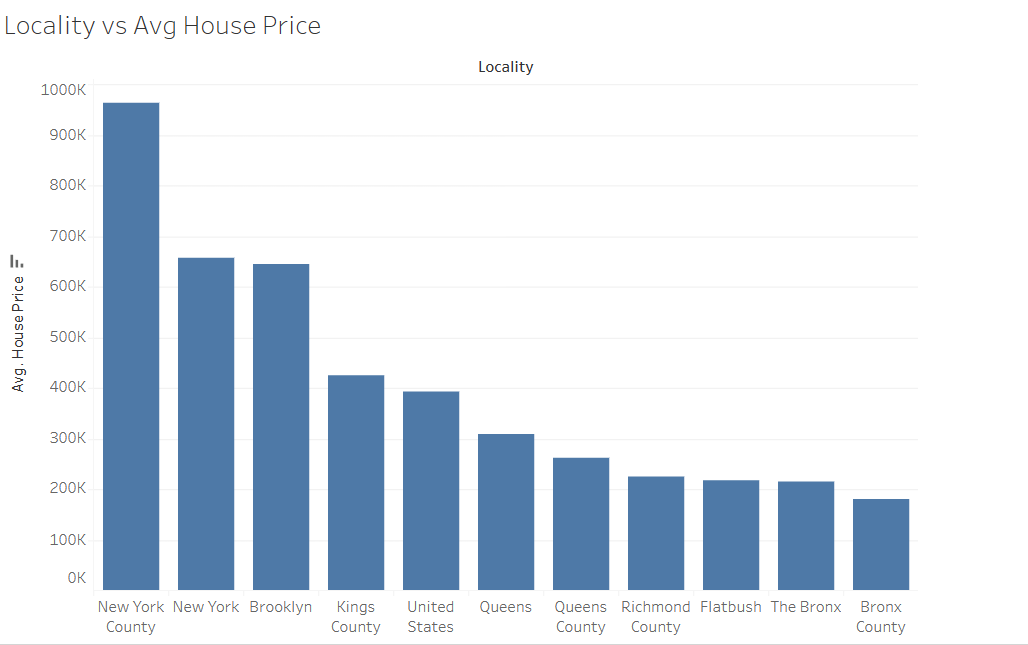 Locality vs Avg House Price
Locality
1000K
900K
800K
700K
600K
500K
400K
300K
200K
100K
0K
Avg. House Price
New York County
New York
Brooklyn
Kings County
United States
Queens
Queens County
Richmond County
Flatbush
The Bronx
Bronx County